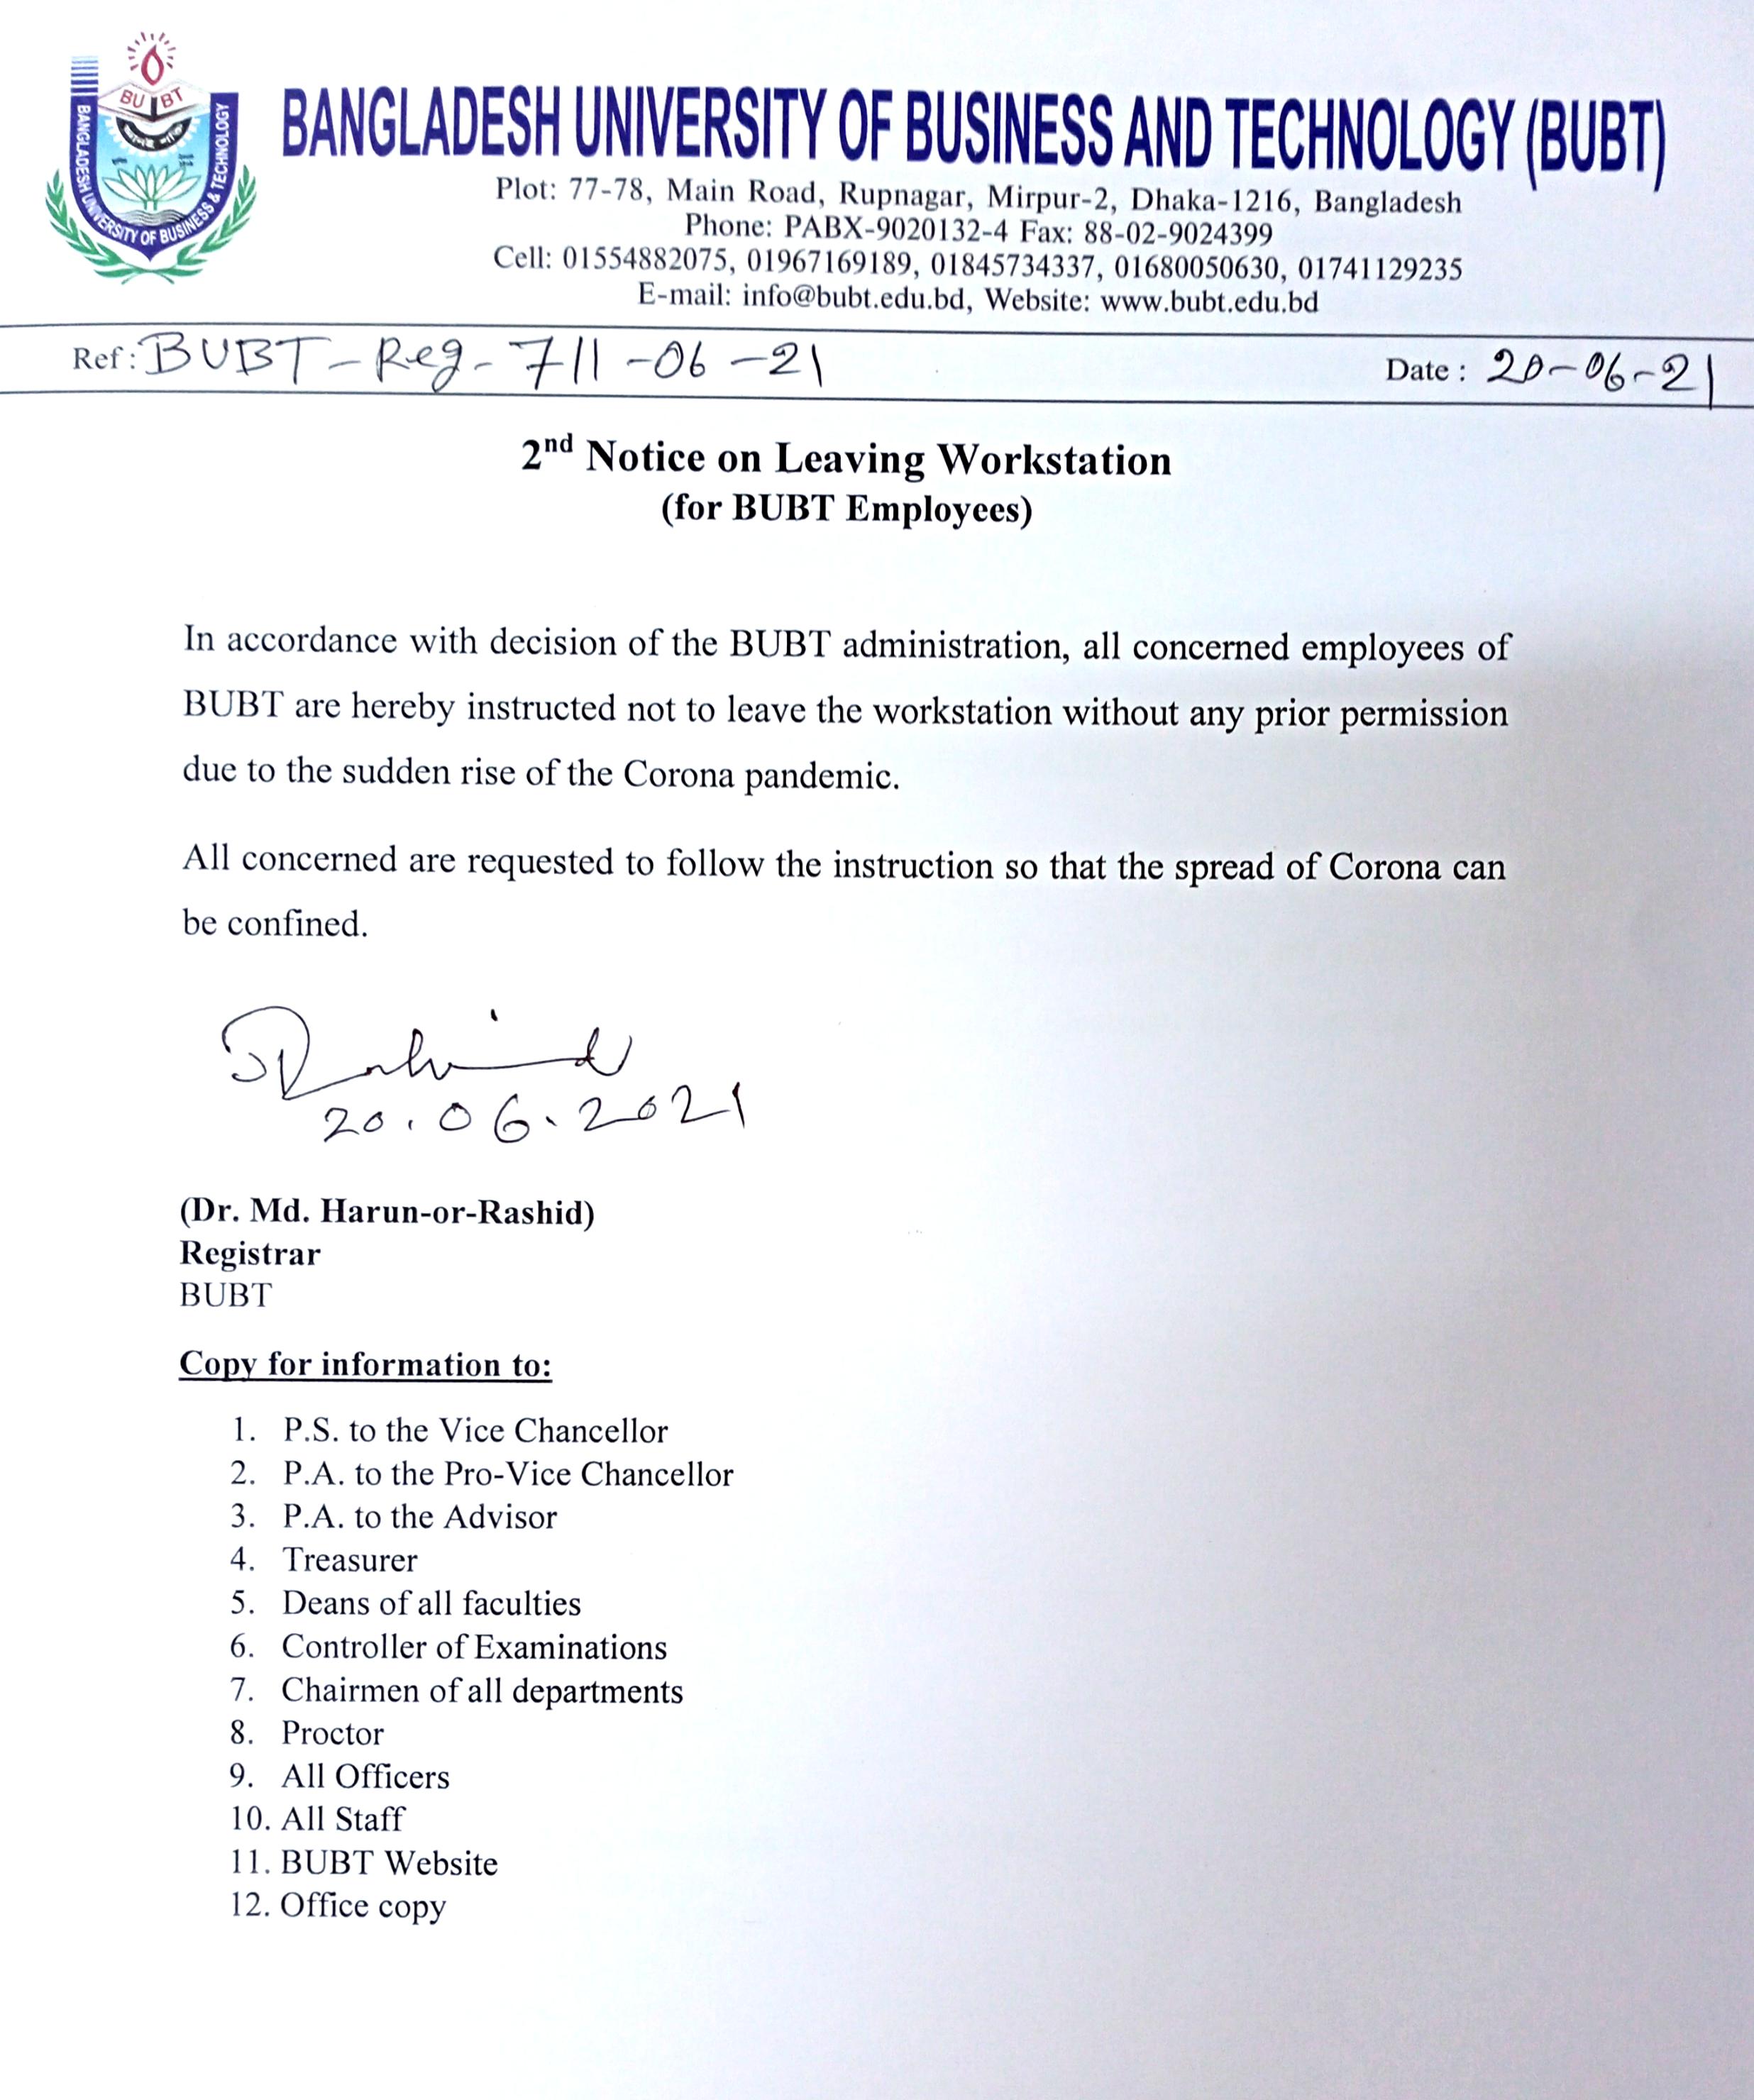 BU BT
BANGLADESH UNIVERSITY OF BUSINESS & TECHNOLOGY
BANGLADESH UNIVERSITY OF BUSINESS AND TECHNOLOGY (BUBT)
Plot: 77-78, Main Road, Rupnagar, Mirpur-2, Dhaka-1216, Bangladesh
Phone: PABX-9020132-4 Fax: 88-02-9024399
Cell: 01554882075, 01967169189, 01845734337, 01680050630, 01741129235
E-mail: info@bubt.edu.bd, Website: www.bubt.edu.bd
Ref: BUBT-Reg-711-06-21 Date : 20-06-21
2nd Notice on Leaving Workstation
(for BUBT Employees)
In accordance with decision of the BUBT administration, all concerned employees of
BUBT are hereby instructed not to leave the workstation without any prior permission
due to the sudden rise of the Corona pandemic.
All concerned are requested to follow the instruction so that the spread of Corona can
be confined.
20.06.2021
(Dr. Md. Harun-or-Rashid)
Registrar
BUBT
Copy for information to:
1. P.S. to the Vice Chancellor
2. P.A. to the Pro-Vice Chancellor
3. P.A. to the Advisor
4. Treasurer
5. Deans of all faculties
6. Controller of Examinations
7. Chairmen of all departments
8. Proctor
9. All Officers
10. All Staff
11. BUBT Website
12. Office copy